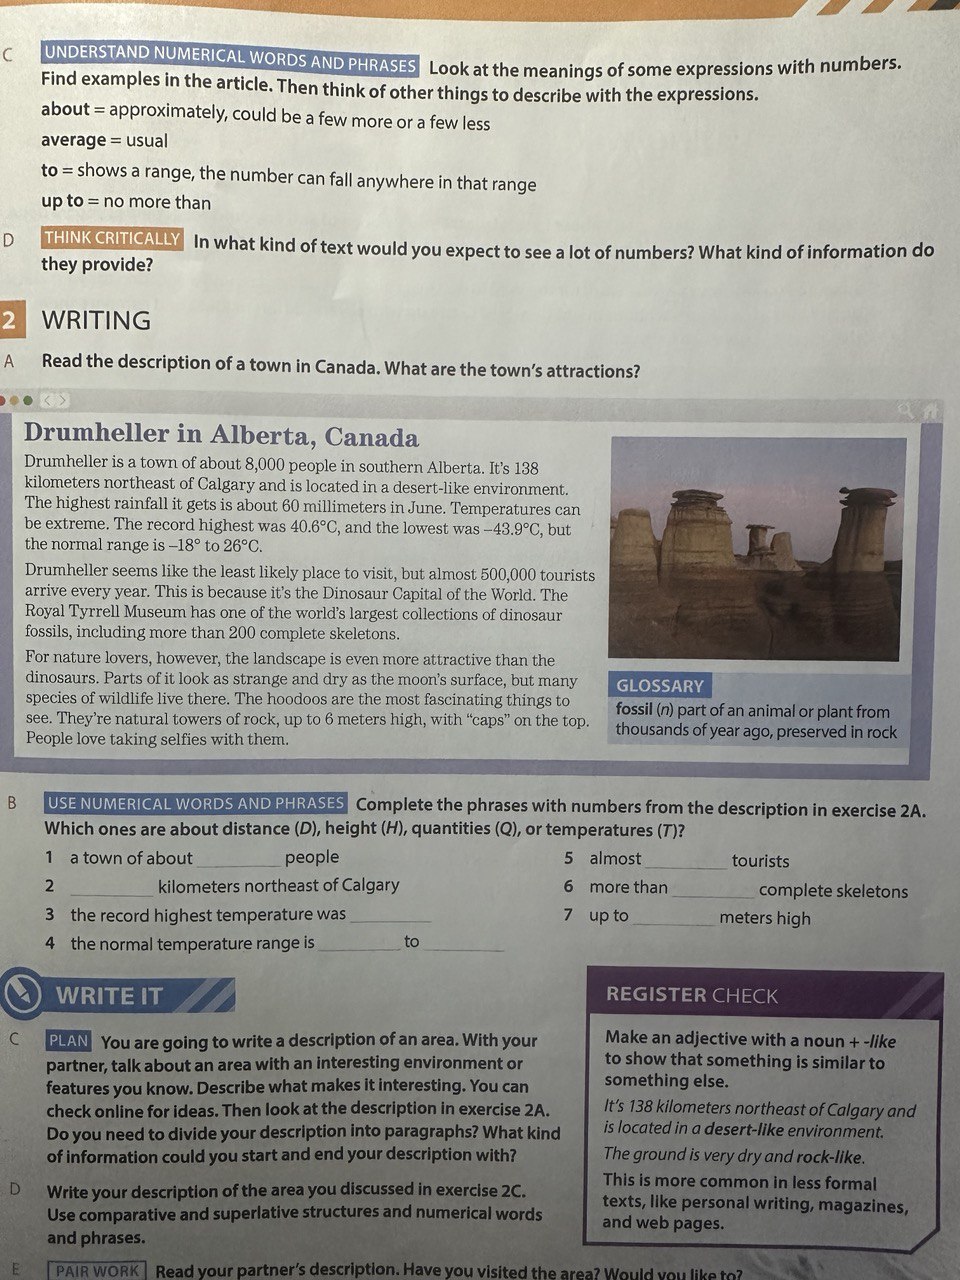 C UNDERSTAND NUMERICAL WORDS AND PHRASES Look at the meanings of some expressions with numbers.
Find examples in the article. Then think of other things to describe with the expressions.
about = approximately, could be a few more or a few less
average = usual
to = shows a range, the number can fall anywhere in that range
up to = no more than
D THINK CRITICALLY In what kind of text would you expect to see a lot of numbers? What kind of information do
they provide?
2 WRITING
A Read the description of a town in Canada. What are the town's attractions?
Drumheller in Alberta, Canada
Drumheller is a town of about 8,000 people in southern Alberta. It's 138
kilometers northeast of Calgary and is located in a desert-like environment.
The highest rainfall it gets is about 60 millimeters in June. Temperatures can
be extreme. The record highest was 40.6°C, and the lowest was –43.9°C, but
the normal range is –18° to 26°C.
Drumheller seems like the least likely place to visit, but almost 500,000 tourists
arrive every year. This is because it's the Dinosaur Capital of the World. The
Royal Tyrrell Museum has one of the world's largest collections of dinosaur
fossils, including more than 200 complete skeletons.
For nature lovers, however, the landscape is even more attractive than the
dinosaurs. Parts of it look as strange and dry as the moon's surface, but many
species of wildlife live there. The hoodoos are the most fascinating things to
see. They're natural towers of rock, up to 6 meters high, with "caps" on the top.
People love taking selfies with them.
GLOSSARY
fossil (n) part of an animal or plant from
thousands of year ago, preserved in rock
B USE NUMERICAL WORDS AND PHRASES Complete the phrases with numbers from the description in exercise 2A.
Which ones are about distance (D), height (H), quantities (Q), or temperatures (T)?
1 a town of about ________ people
2 ________ kilometers northeast of Calgary
3 the record highest temperature was ________
4 the normal temperature range is ________ to ________
5 almost ________ tourists
6 more than ________ complete skeletons
7 up to ________ meters high
WRITE IT
C PLAN You are going to write a description of an area. With your
partner, talk about an area with an interesting environment or
features you know. Describe what makes it interesting. You can
check online for ideas. Then look at the description in exercise 2A.
Do you need to divide your description into paragraphs? What kind
of information could you start and end your description with?
D Write your description of the area you discussed in exercise 2C.
Use comparative and superlative structures and numerical words
and phrases.
E PAIR WORK Read your partner's description. Have you visited the area? Would you like to?
REGISTER CHECK
Make an adjective with a noun + -like
to show that something is similar to
something else.
It's 138 kilometers northeast of Calgary and
is located in a desert-like environment.
The ground is very dry and rock-like.
This is more common in less formal
texts, like personal writing, magazines,
and web pages.